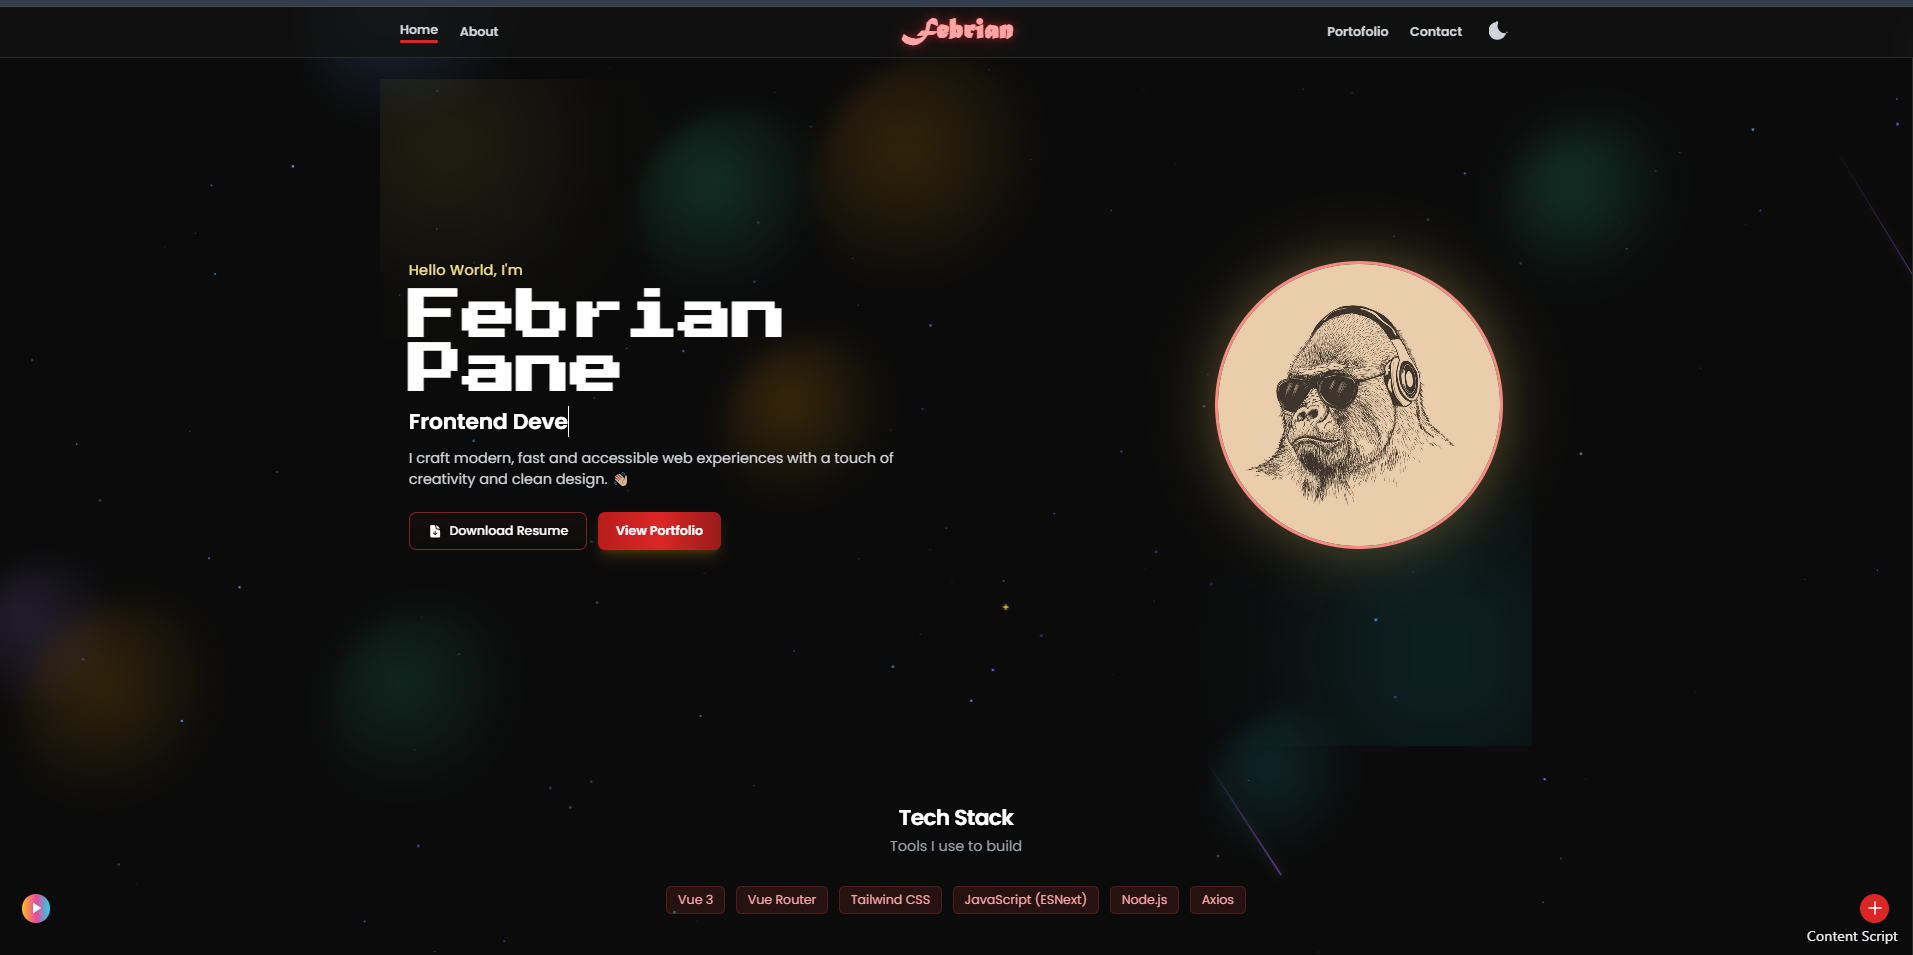 Home
About
Febrian
Portofolio
Contact
Hello World, I'm
Febrian
Pane
Frontend Deve
I craft modern, fast and accessible web experiences with a touch of
creativity and clean design. 👋🏼
Download Resume
View Portfolio
Tech Stack
Tools I use to build
Vue 3
Vue Router
Tailwind CSS
JavaScript (ESNext)
Node.js
Axios
Content Script